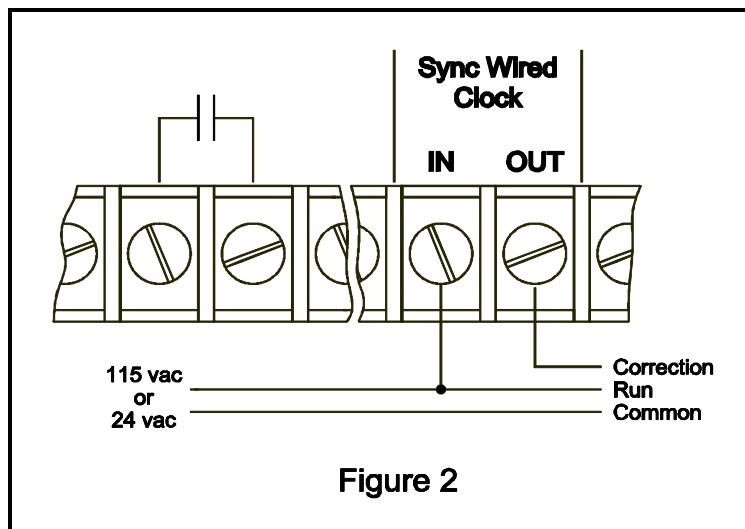 Sync Wired
Clock
IN OUT
115 vac
or
24 vac
Correction
Run
Common
Figure 2